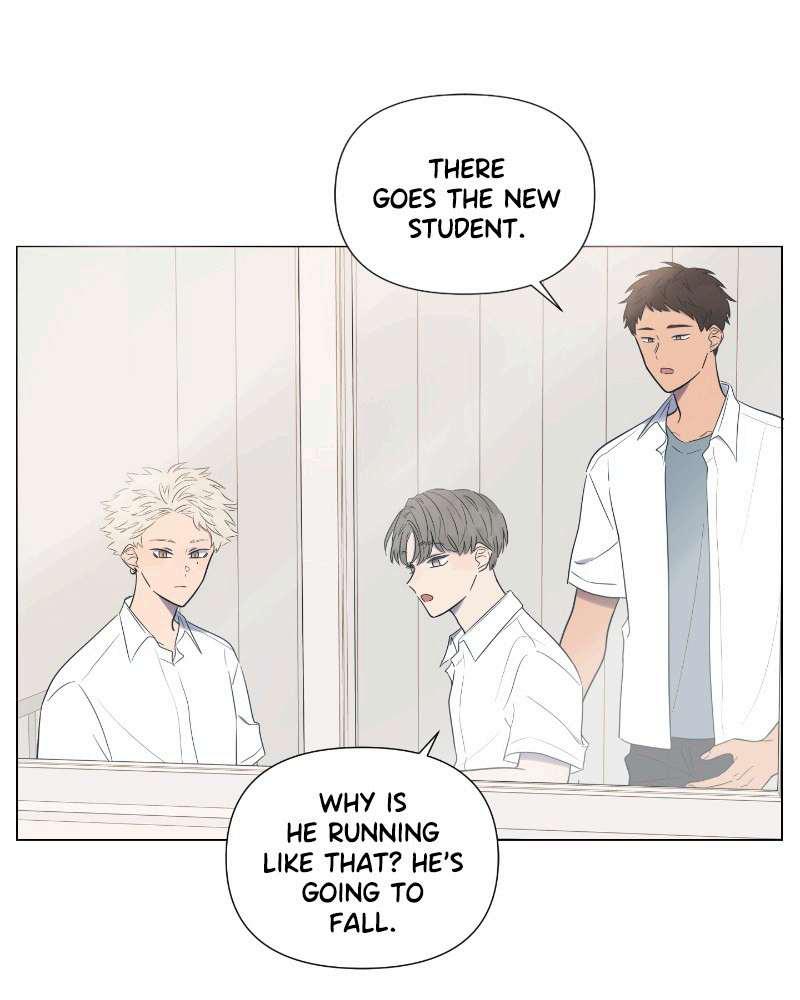 THERE
GOES THE NEW
STUDENT.
WHY IS
HE RUNNING
LIKE THAT? HE'S
GOING TO
FALL.